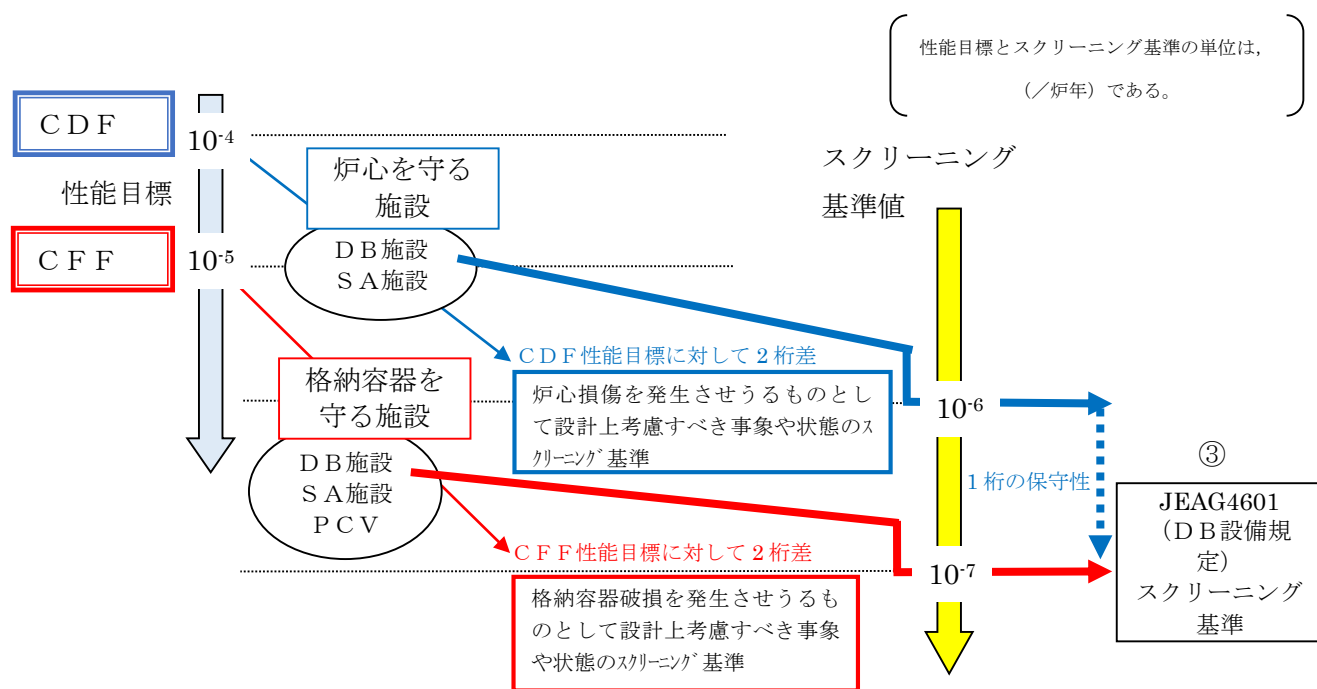 性能目標とスクリーニング基準の単位は，
（／炉年）である。
ＣＤＦ
10-4
性能目標
ＣＦＦ
10-5
炉心を守る
施設
ＤＢ施設
ＳＡ施設
スクリーニング
基準値
ＣＤＦ性能目標に対して２桁差
炉心損傷を発生させうるものとし
て設計上考慮すべき事象や状態のｽ
ｸﾘｰﾆﾝｸﾞ基準
10-6
格納容器を
守る施設
ＤＢ施設
ＳＡ施設
ＰＣＶ
1桁の保守性
③
JEAG4601
（ＤＢ設備規
定）
スクリーニング
基準
ＣＦＦ性能目標に対して２桁差
10-7
格納容器破損を発生させうるも
のとして設計上考慮すべき事象
や状態のｽｸﾘｰﾆﾝｸﾞ基準